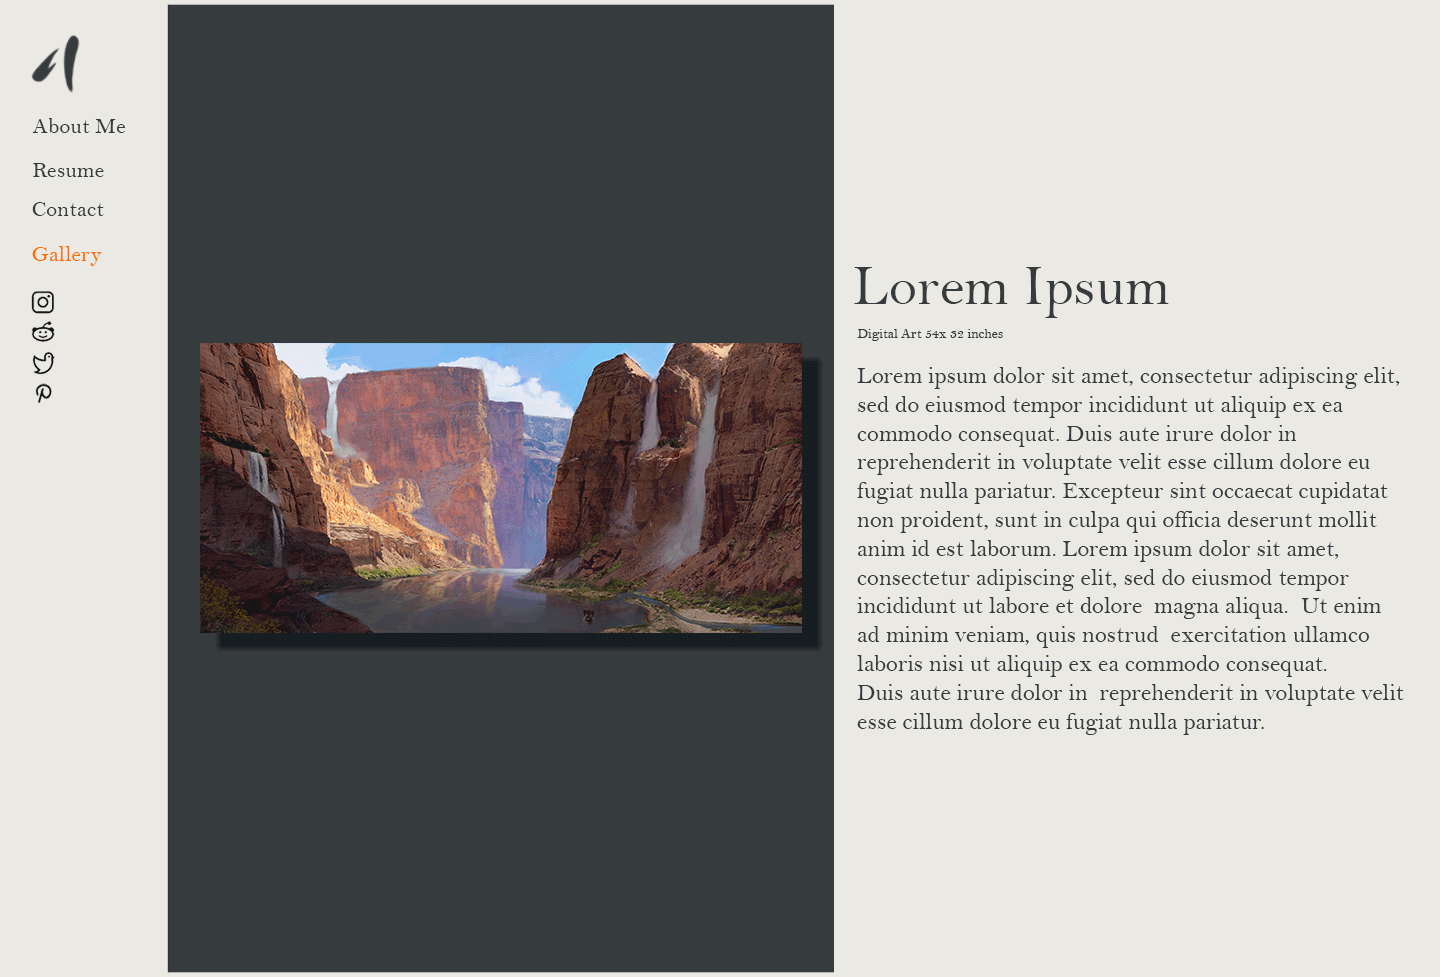 About Me
Resume
Contact
Gallery
Lorem Ipsum
Digital Art 54x 32 inches
Lorem ipsum dolor sit amet, consectetur adipiscing elit,
sed do eiusmod tempor incididunt ut aliquip ex ea
commodo consequat. Duis aute irure dolor in
reprehenderit in voluptate velit esse cillum dolore eu
fugiat nulla pariatur. Excepteur sint occaecat cupidatat
non proident, sunt in culpa qui officia deserunt mollit
anim id est laborum. Lorem ipsum dolor sit amet,
consectetur adipiscing elit, sed do eiusmod tempor
incididunt ut labore et dolore  magna aliqua.  Ut enim
ad minim veniam, quis nostrud  exercitation ullamco
laboris nisi ut aliquip ex ea commodo consequat.
Duis aute irure dolor in  reprehenderit in voluptate velit
esse cillum dolore eu fugiat nulla pariatur.